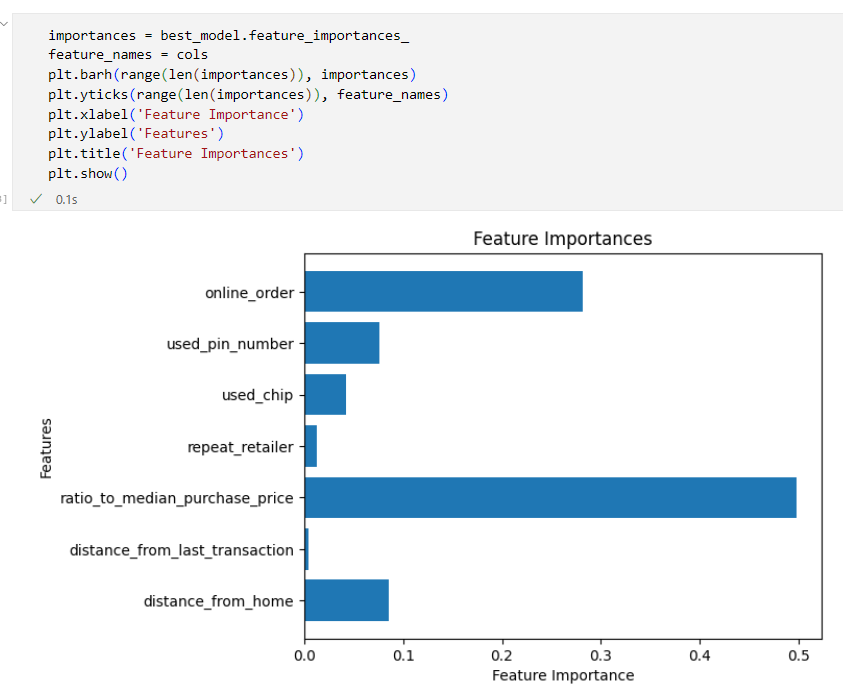 importances = best_model.feature_importances_
feature_names = cols
plt.barh(range(len(importances)), importances)
plt.yticks(range(len(importances)), feature_names)
plt.xlabel('Feature Importance')
plt.ylabel('Features')
plt.title('Feature Importances')
plt.show()
0.1s
Feature Importances
online_order
used_pin_number
used_chip
repeat_retailer
ratio_to_median_purchase_price
distance_from_last_transaction
distance_from_home
Features
0.0 0.1 0.2 0.3 0.4 0.5
Feature Importance